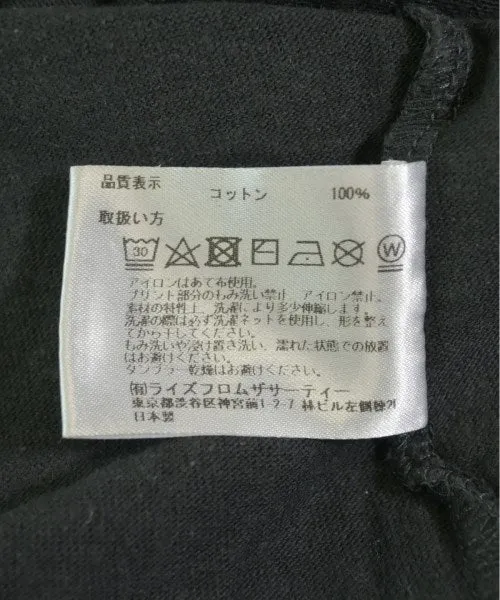 品質表示 コットン 100%
取扱い方
30 W
アイロンはあて布使用。
プリント部分のもみ洗い禁止、アイロン禁止。
素材の特性上、洗濯により多少伸縮します。
洗濯の際は必ず洗濯ネットを使用し、形を整え
てから干してください。
もみ洗いや浸け置き洗い、濡れた状態での放置
はお避けください。
タンブラー乾燥はお避けください。
(有)ライズフロムザサーティー
東京都渋谷区神宮前1-2-7 林ビル左側棟
日本製